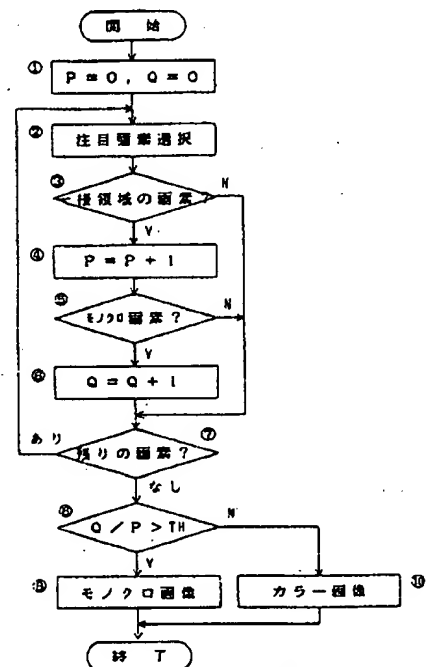 開始
① P=0, Q=0
② 注目画素選択
③ 一様領域の画素? N
Y
④ P=P+1
⑤ モノクロ画素? N
Y
⑥ Q=Q+1
あり 残りの画素? ⑦
なし
⑧ Q/P>TH N
Y
⑨ モノクロ画像 カラー画像 ⑩
終了